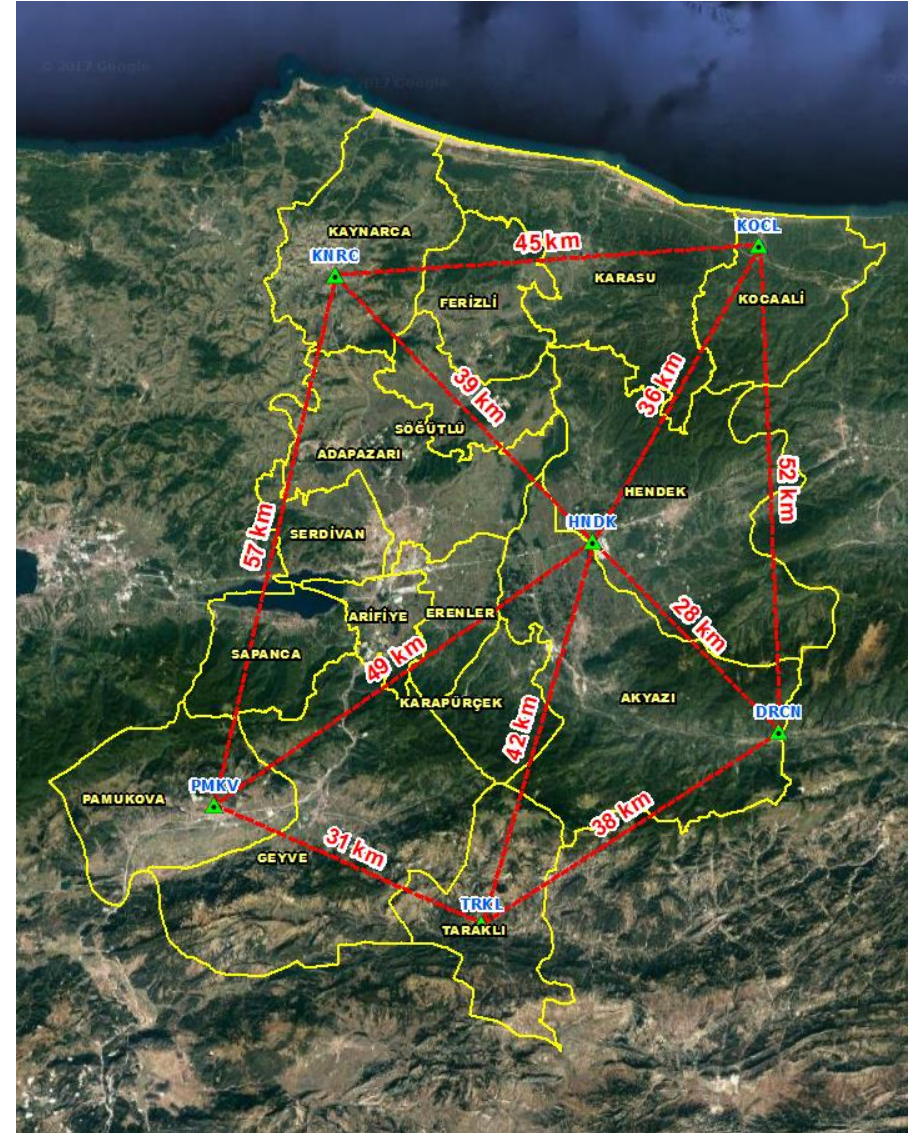 © 2017 Google
2017 Google
KAYNARCA
KNRC
45 km
KOCL
KARASU
KOCAALİ
FERİZLİ
39 km
36 km
SÖĞÜTLÜ
ADAPAZARI
52 km
HENDEK
57 km
SERDİVAN
HNDK
ARİFİYE
ERENLER
28 km
SAPANCA
49 km
KARAPÜRÇEK
AKYAZI
42 km
DRCN
PMKV
PAMUKOVA
38 km
31 km
GEYVE
TRKL
TARAKLI